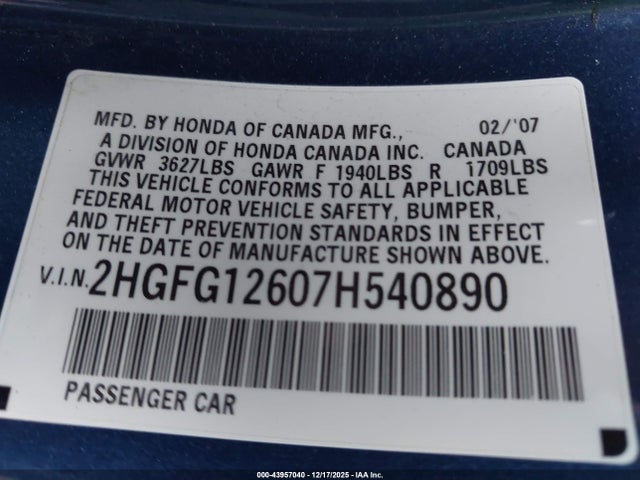 MFD. BY HONDA OF CANADA MFG., 02/'07
A DIVISION OF HONDA CANADA INC. CANADA
GVWR 3627LBS GAWR F 1940LBS R 1709LBS
THIS VEHICLE CONFORMS TO ALL APPLICABLE
FEDERAL MOTOR VEHICLE SAFETY, BUMPER,
AND THEFT PREVENTION STANDARDS IN EFFECT
ON THE DATE OF MANUFACTURE SHOWN ABOVE.
V.I.N. 2HGFG12607H540890
PASSENGER CAR
000-43957040 - 12/17/2025 - IAA Inc.